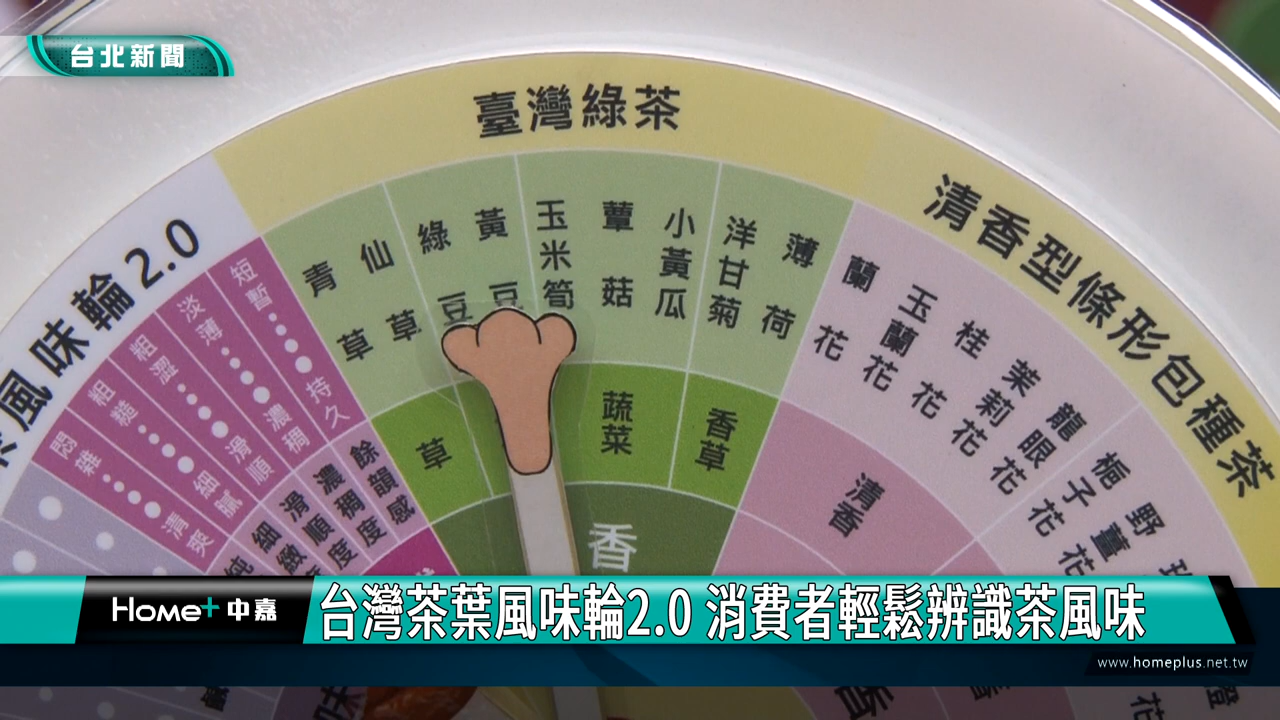 台北新聞
臺灣綠茶
清香型條形包種茶
風味輪2.0
青草
仙草
綠豆
黃豆
玉米筍
蕈菇
小黃瓜
洋甘菊
薄荷
蘭花
玉蘭花
桂花
茉莉花
龍眼花
梔子花
野薑花
草
蔬菜
香草
清香
香
短暫
持久
淡薄
濃稠
粗澀
滑順
粗糙
細膩
悶雜
清爽
餘韻感
濃稠度
滑順度
細緻
純
味
Home+中嘉
台灣茶葉風味輪2.0 消費者輕鬆辨識茶風味
www.homeplus.net.tw